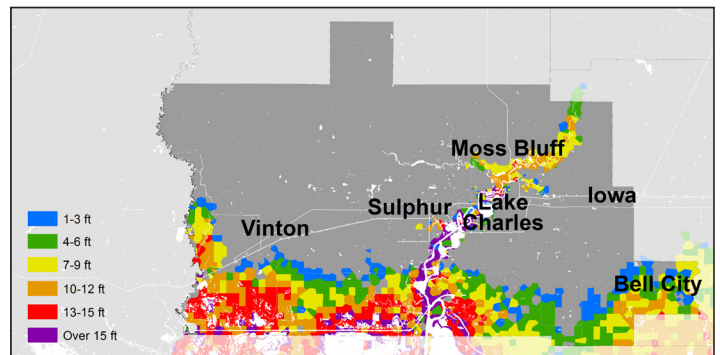 Moss Bluff
Iowa
Sulphur
Lake
Charles
Vinton
Bell City
1-3 ft
4-6 ft
7-9 ft
10-12 ft
13-15 ft
Over 15 ft